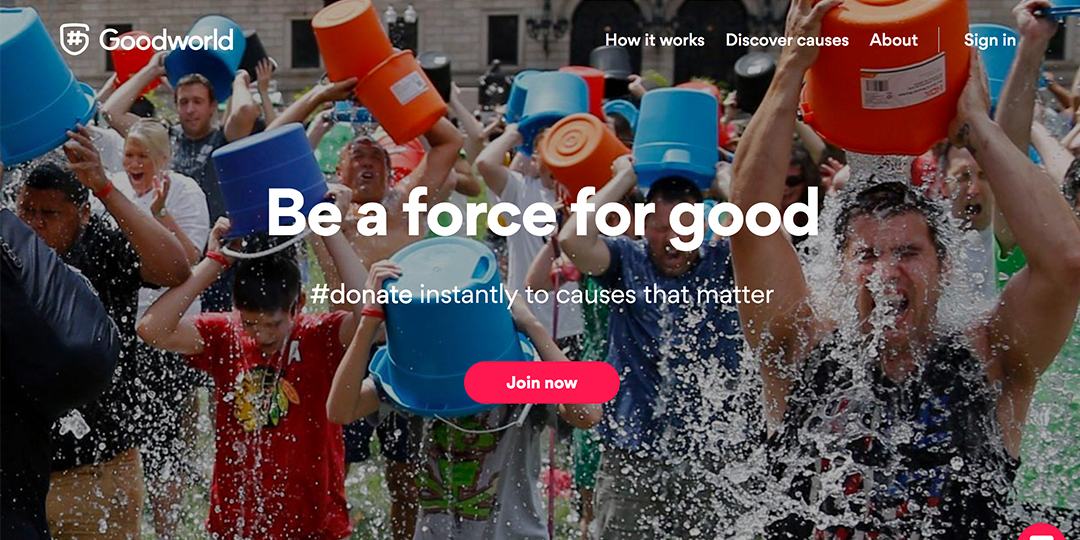 # Goodworld
How it works Discover causes About Sign in
Be a force for good
#donate instantly to causes that matter
Join now